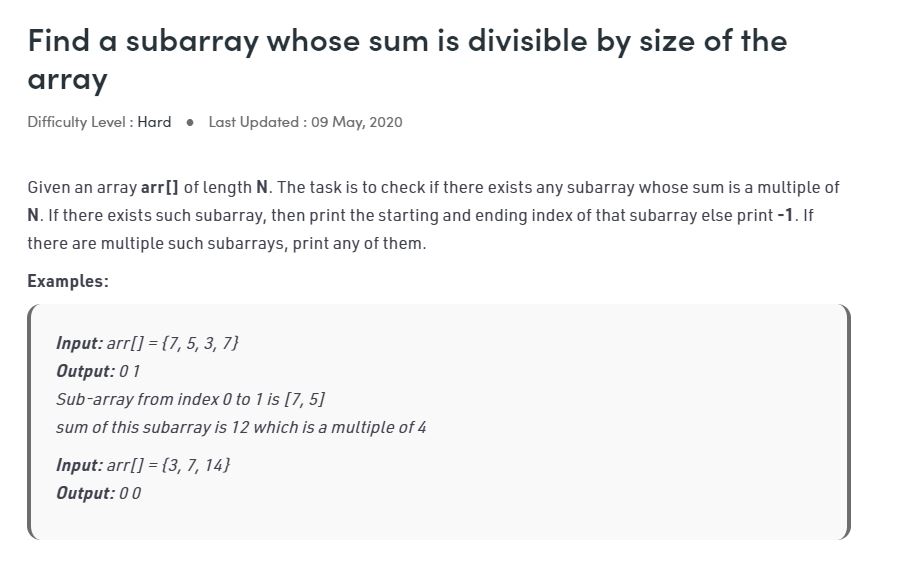 Find a subarray whose sum is divisible by size of the
array
Difficulty Level : Hard ● Last Updated : 09 May, 2020
Given an array arr[] of length N. The task is to check if there exists any subarray whose sum is a multiple of
N. If there exists such subarray, then print the starting and ending index of that subarray else print -1. If
there are multiple such subarrays, print any of them.
Examples:
Input: arr[] = {7, 5, 3, 7}
Output: 0 1
Sub-array from index 0 to 1 is [7, 5]
sum of this subarray is 12 which is a multiple of 4
Input: arr[] = {3, 7, 14}
Output: 0 0